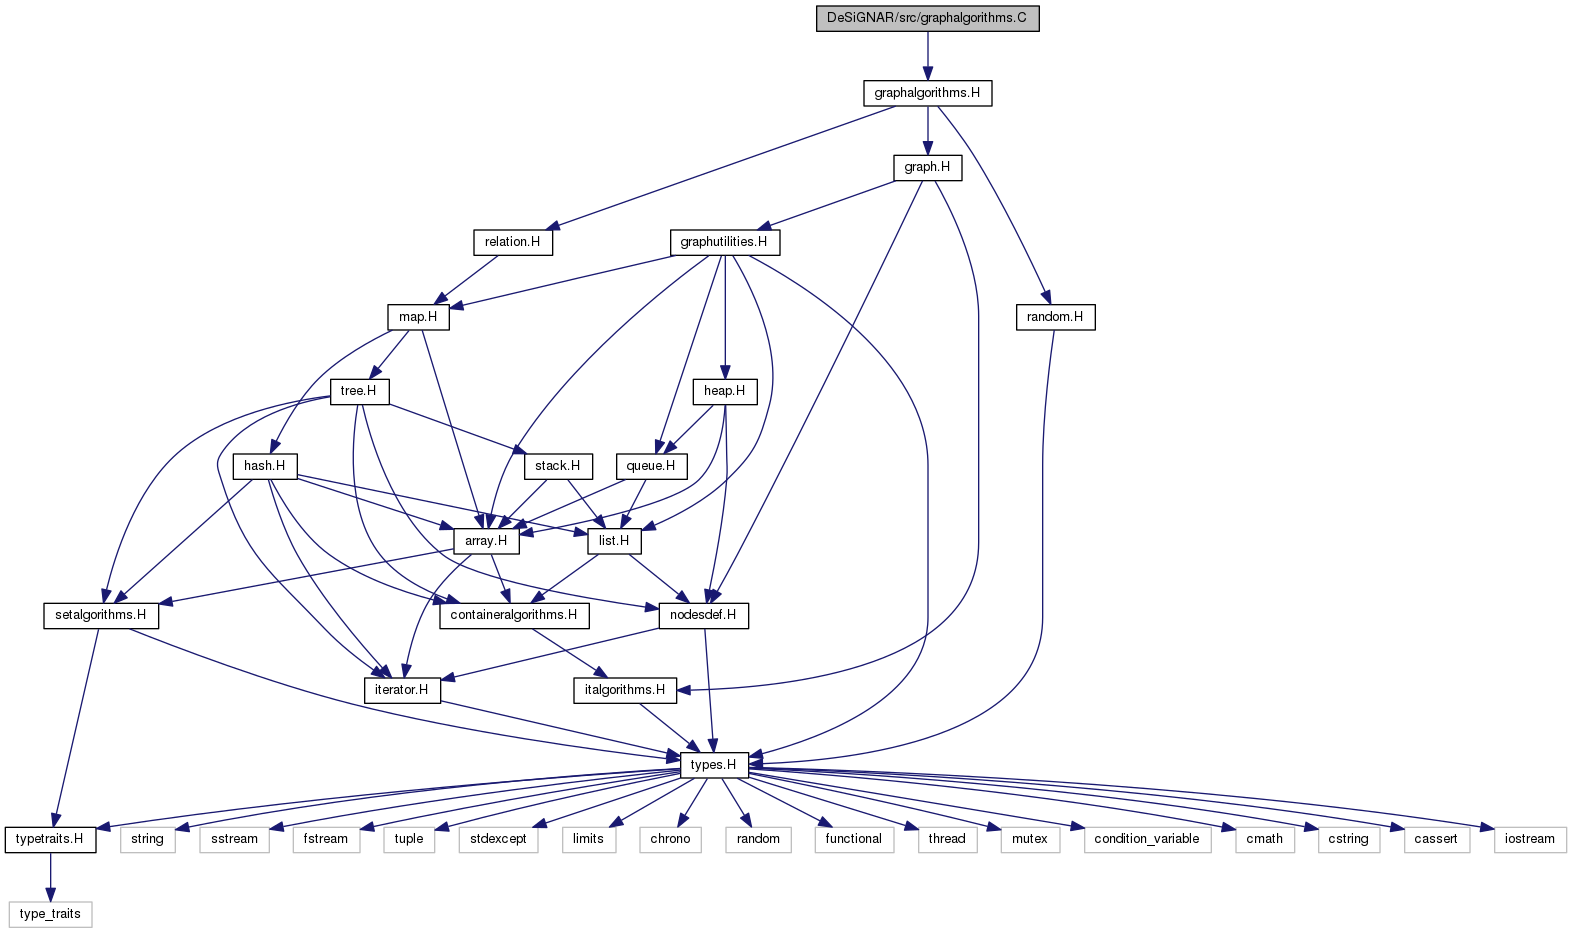 DeSiGNAR/src/graphalgorithms.C
graphalgorithms.H
graph.H
relation.H
graphutilities.H
map.H
random.H
tree.H
heap.H
hash.H
stack.H
queue.H
array.H
list.H
setalgorithms.H
containeralgorithms.H
nodesdef.H
iterator.H
italgorithms.H
types.H
typetraits.H
string
sstream
fstream
tuple
stdexcept
limits
chrono
random
functional
thread
mutex
condition_variable
cmath
cstring
cassert
iostream
type_traits